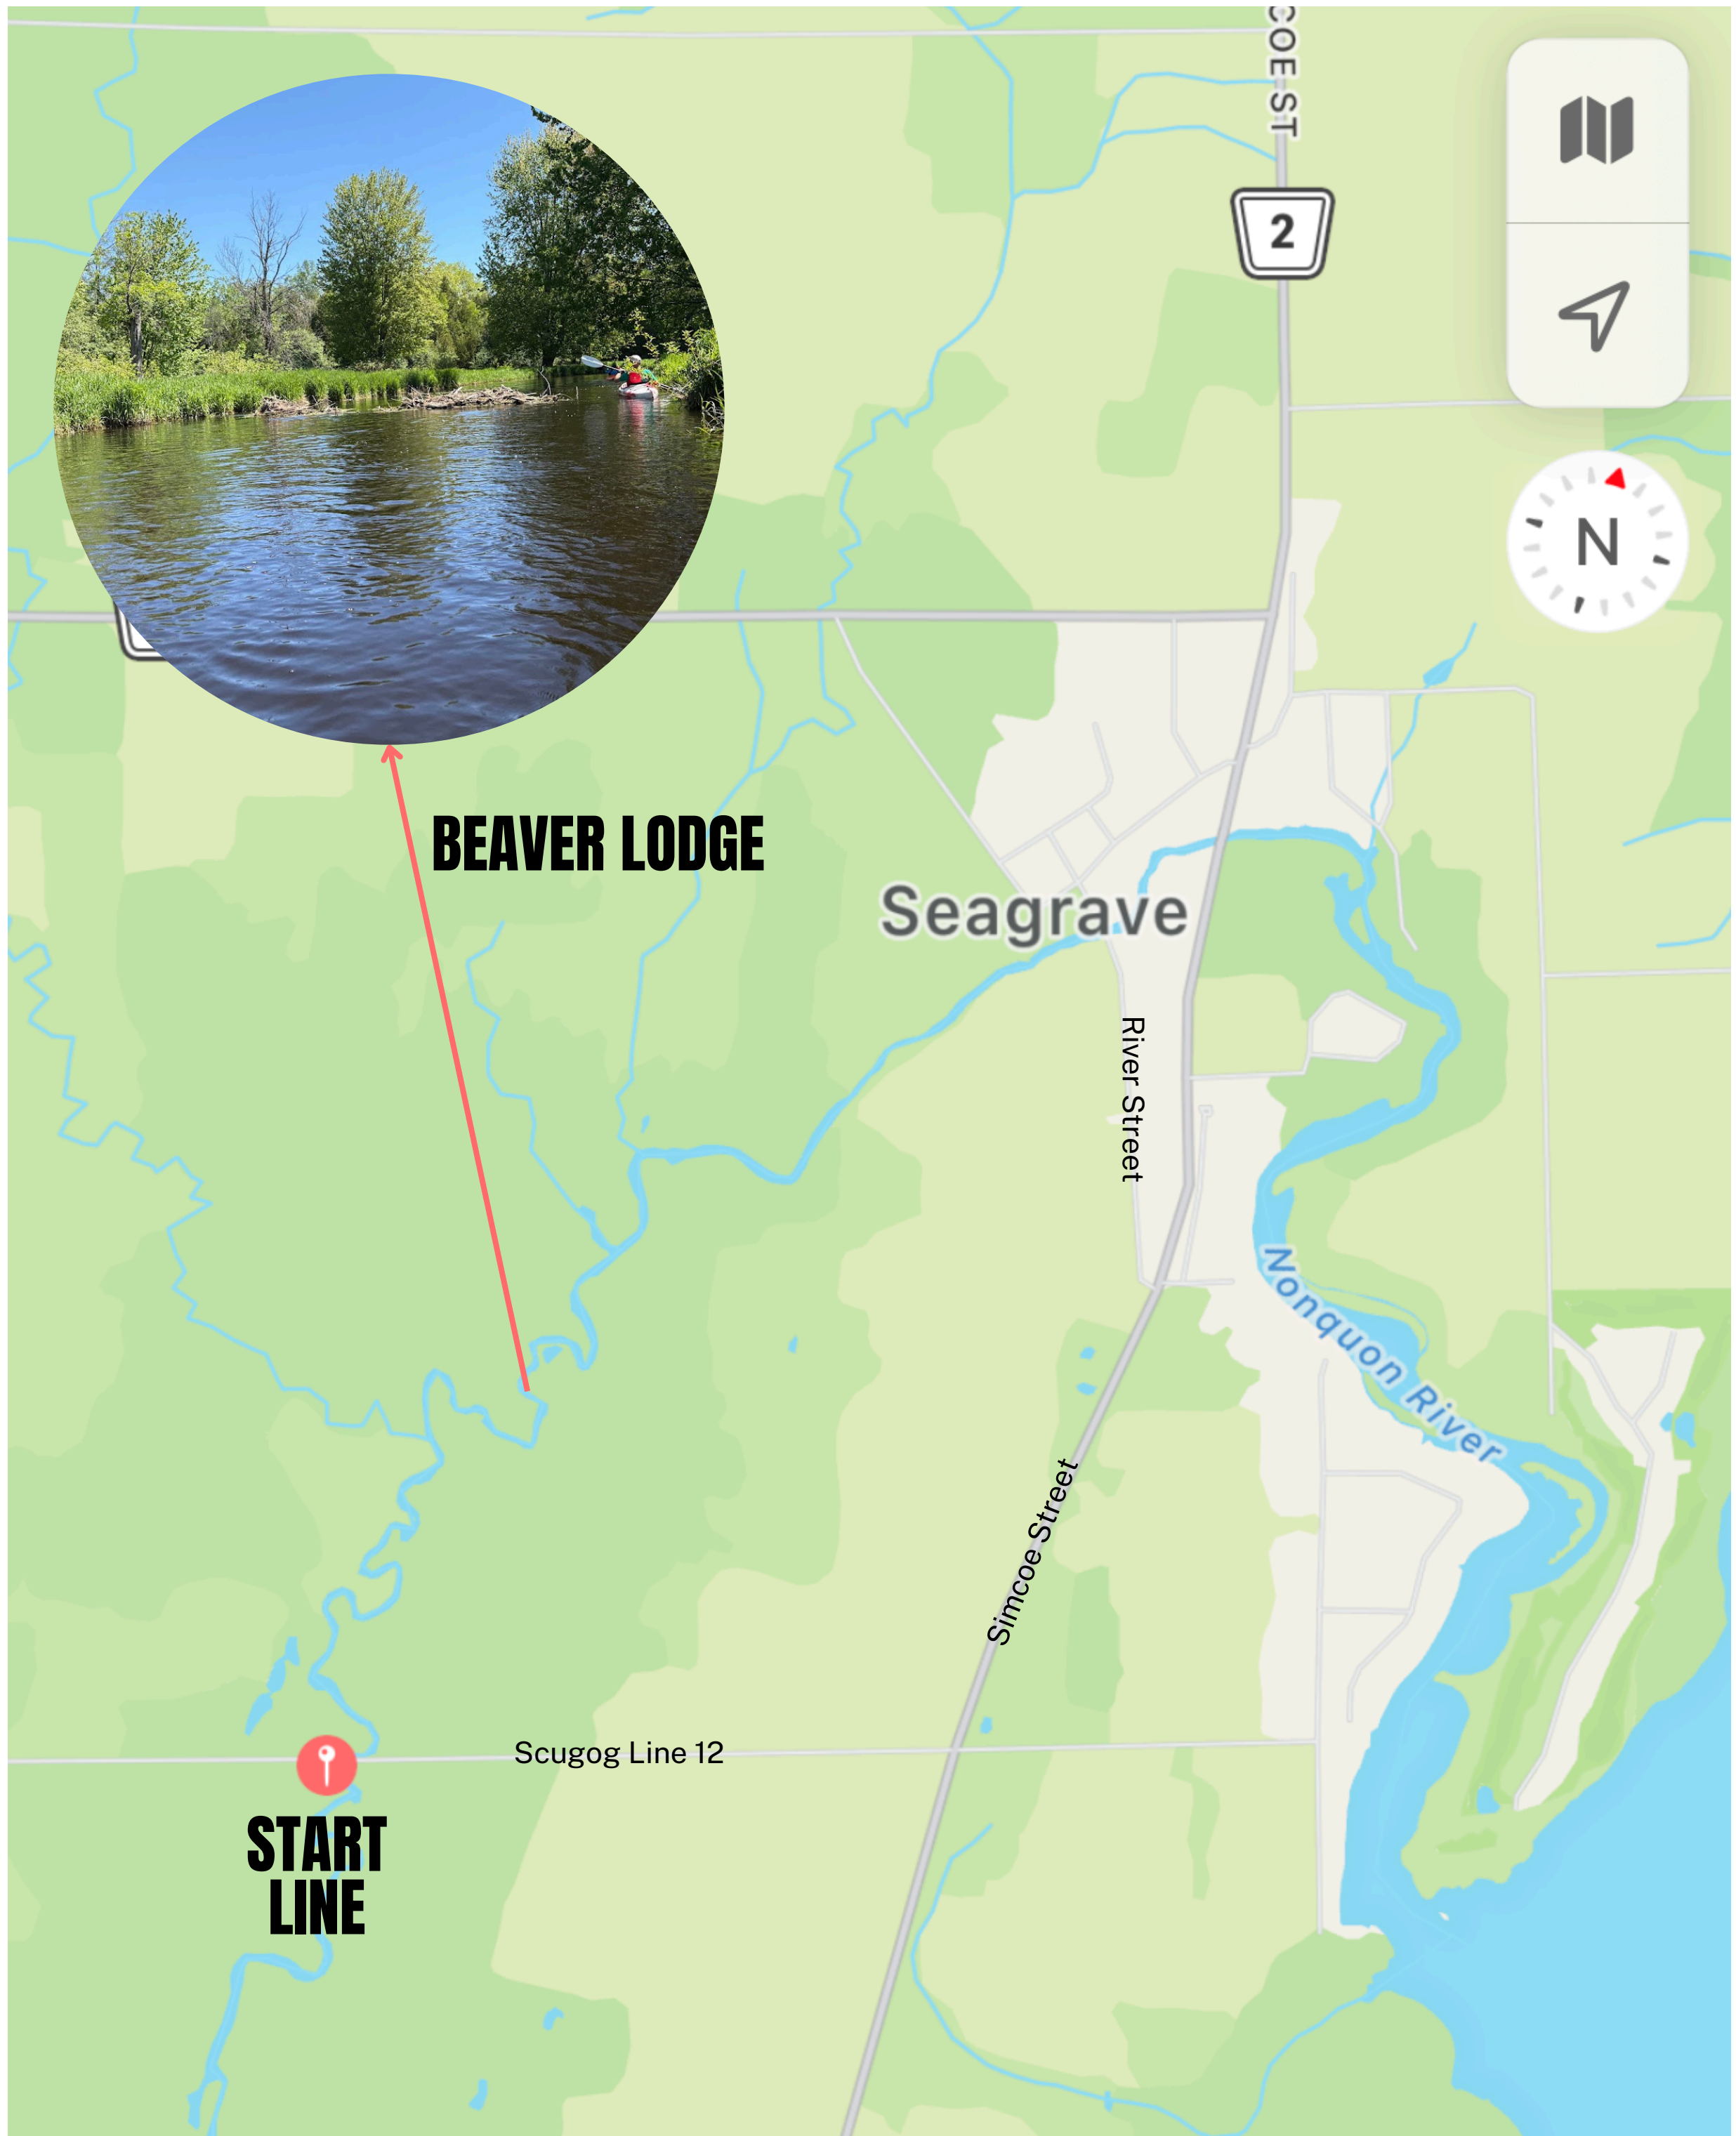 COE ST
2
N
BEAVER LODGE
Seagrave
River Street
Nonquon River
Simcoe Street
Scugog Line 12
START
LINE